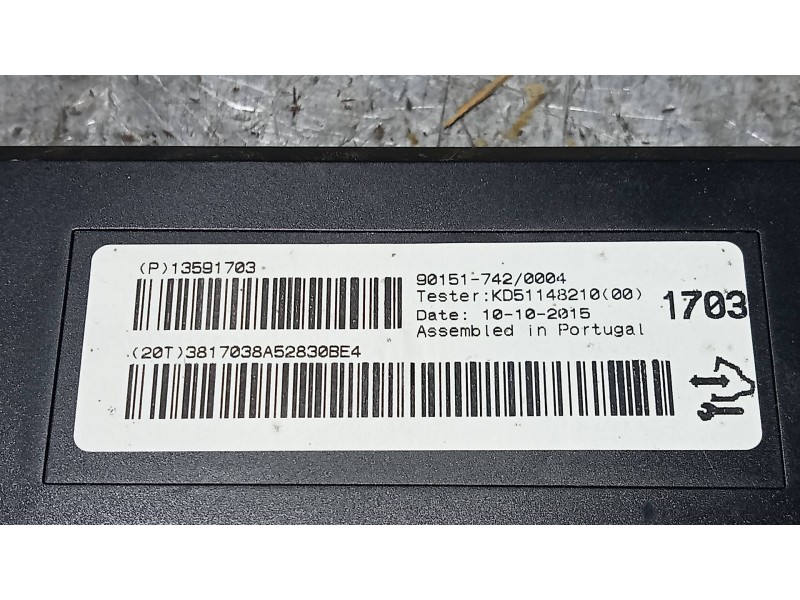 (P)13591703
(20T)3817038A52830BE4
90151-742/0004
Tester:KD51148210(00)
Date: 10-10-2015
Assembled in Portugal
1703